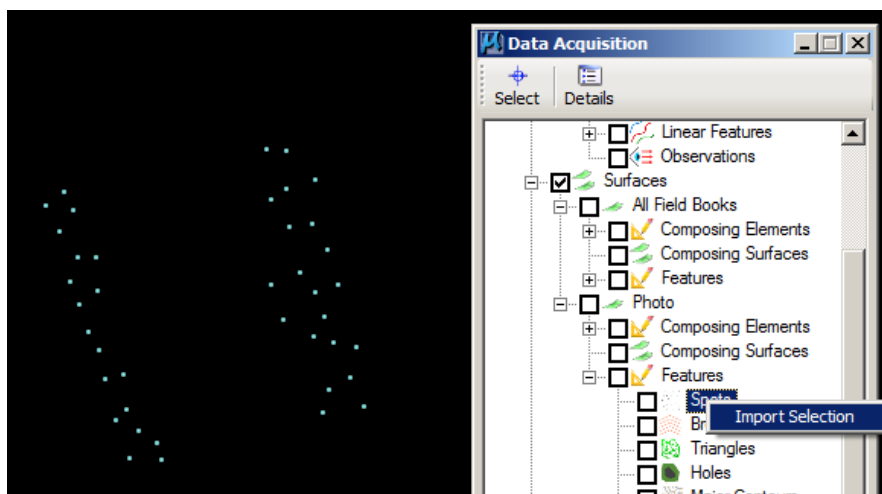 Data Acquisition
Select Details
Linear Features
Observations
Surfaces
All Field Books
Composing Elements
Composing Surfaces
Features
Photo
Composing Elements
Composing Surfaces
Features
Spots
Import Selection
Triangles
Holes